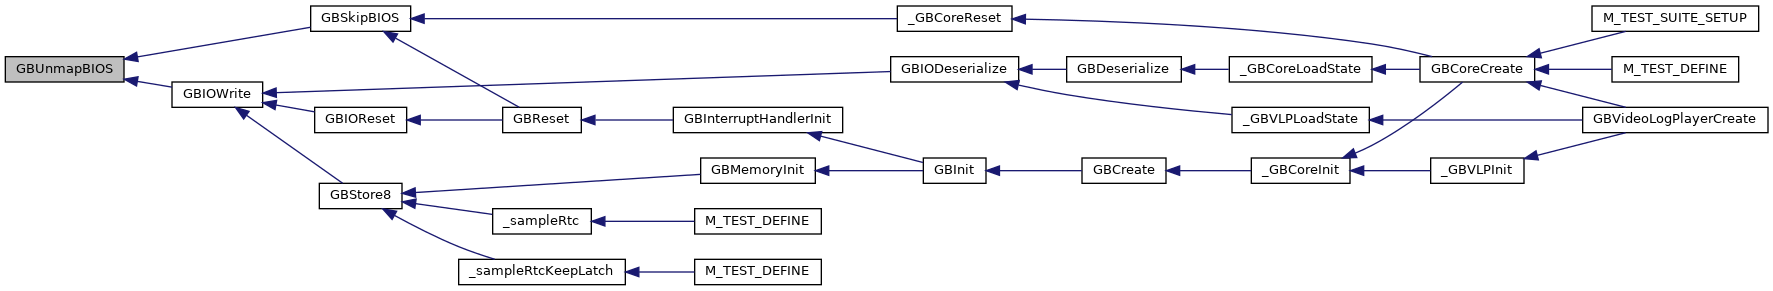 GBUnmapBIOS
GBSkipBIOS
GBIOWrite
GBIOReset
GBStore8
GBReset
_GBCoreReset
GBIODeserialize
GBInterruptHandlerInit
GBMemoryInit
_sampleRtc
_sampleRtcKeepLatch
M_TEST_DEFINE
M_TEST_DEFINE
GBInit
GBDeserialize
GBCreate
_GBCoreLoadState
_GBVLPLoadState
_GBCoreInit
GBCoreCreate
_GBVLPInit
M_TEST_SUITE_SETUP
M_TEST_DEFINE
GBVideoLogPlayerCreate